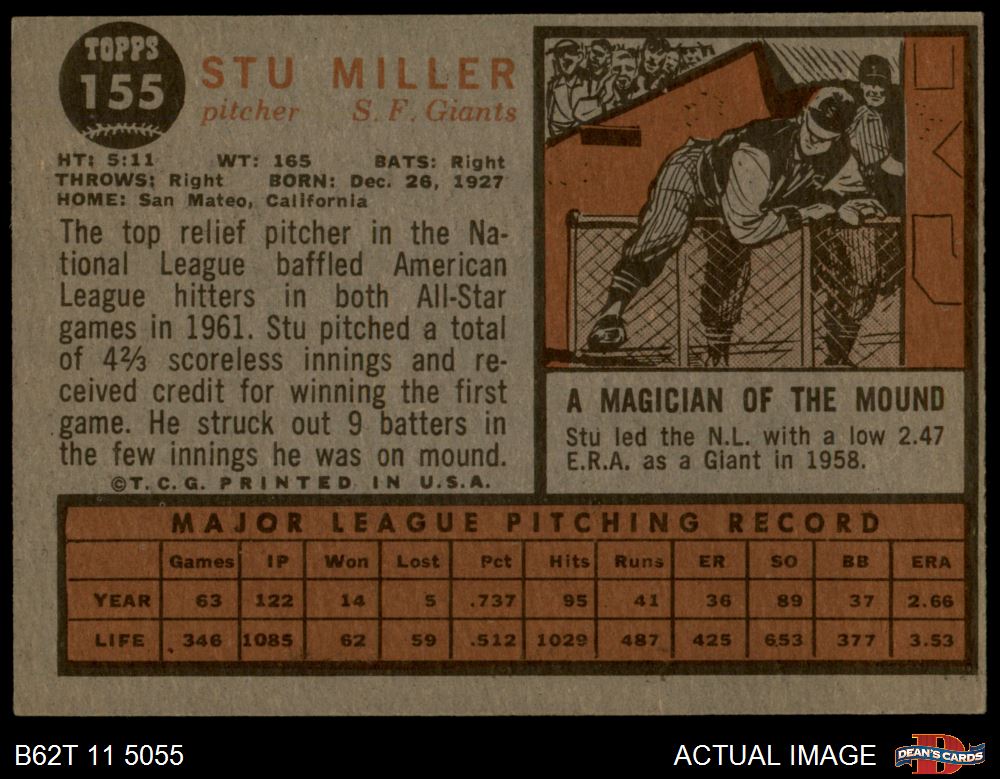 TOPPS
155
STU MILLER
pitcher S. F. Giants
HT: 5:11 WT: 165 BATS: Right
THROWS: Right BORN: Dec. 26, 1927
HOME: San Mateo, California
The top relief pitcher in the Na-
tional League baffled American
League hitters in both All-Star
games in 1961. Stu pitched a total
of 4⅔ scoreless innings and re-
ceived credit for winning the first
game. He struck out 9 batters in
the few innings he was on mound.
©T.C.G. PRINTED IN U.S.A.
A MAGICIAN OF THE MOUND
Stu led the N.L. with a low 2.47
E.R.A. as a Giant in 1958.
MAJOR LEAGUE PITCHING RECORD
Games IP Won Lost Pct Hits Runs ER SO BB ERA
YEAR 63 122 14 5 .737 95 41 36 89 37 2.66
LIFE 346 1085 62 59 .512 1029 487 425 653 377 3.53
B62T 11 5055 ACTUAL IMAGE
DEAN'S CARDS